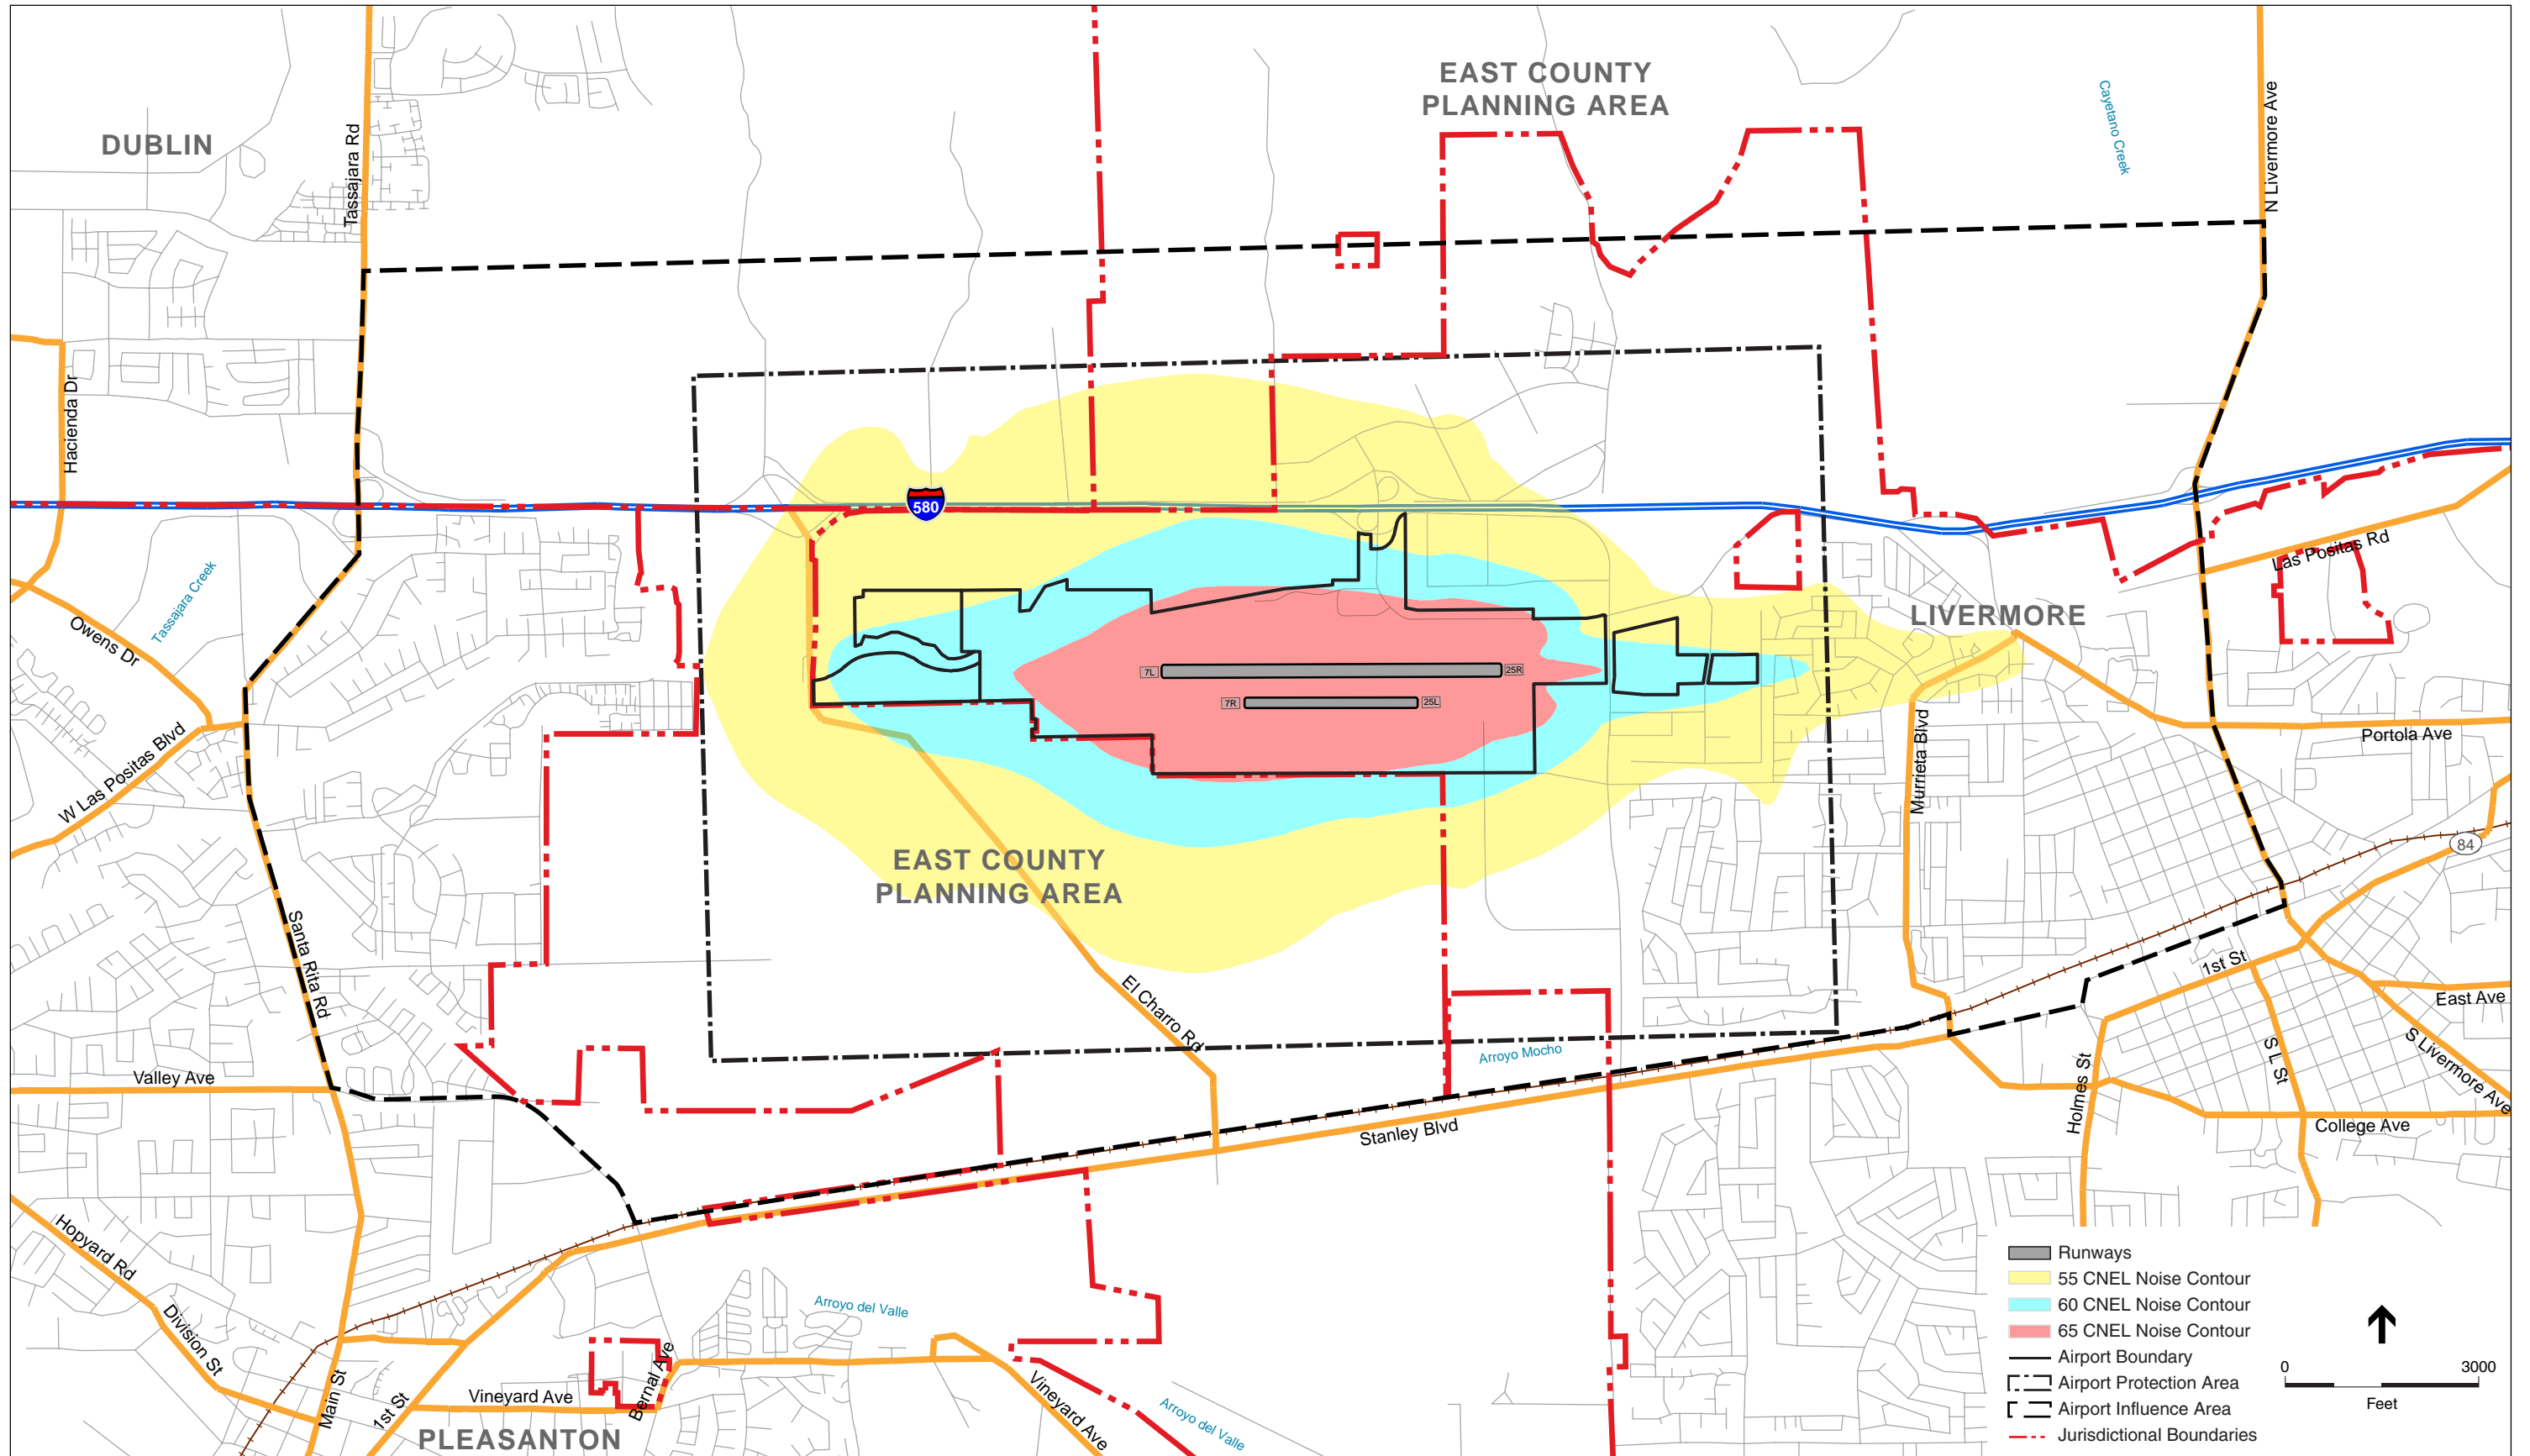 EAST COUNTY
PLANNING AREA
DUBLIN
Tassajara Rd
Cayetano Creek
N Livermore Ave
Hacienda Dr
580
Las Positas Rd
Tassajara Creek
Owens Dr
LIVERMORE
7L
25R
7R
25L
W Las Positas Blvd
Murrieta Blvd
Portola Ave
84
EAST COUNTY
PLANNING AREA
Santa Rita Rd
El Charro Rd
1st St
East Ave
S Livermore Ave
S L St
Arroyo Mocho
Valley Ave
Holmes St
Stanley Blvd
College Ave
Hopyard Rd
Division St
Arroyo del Valle
Main St
1st St
Vineyard Ave
Bernal Ave
Vineyard Ave
Arroyo del Valle
PLEASANTON
Runways
55 CNEL Noise Contour
60 CNEL Noise Contour
65 CNEL Noise Contour
Airport Boundary
Airport Protection Area
Airport Influence Area
Jurisdictional Boundaries
0 3000
Feet